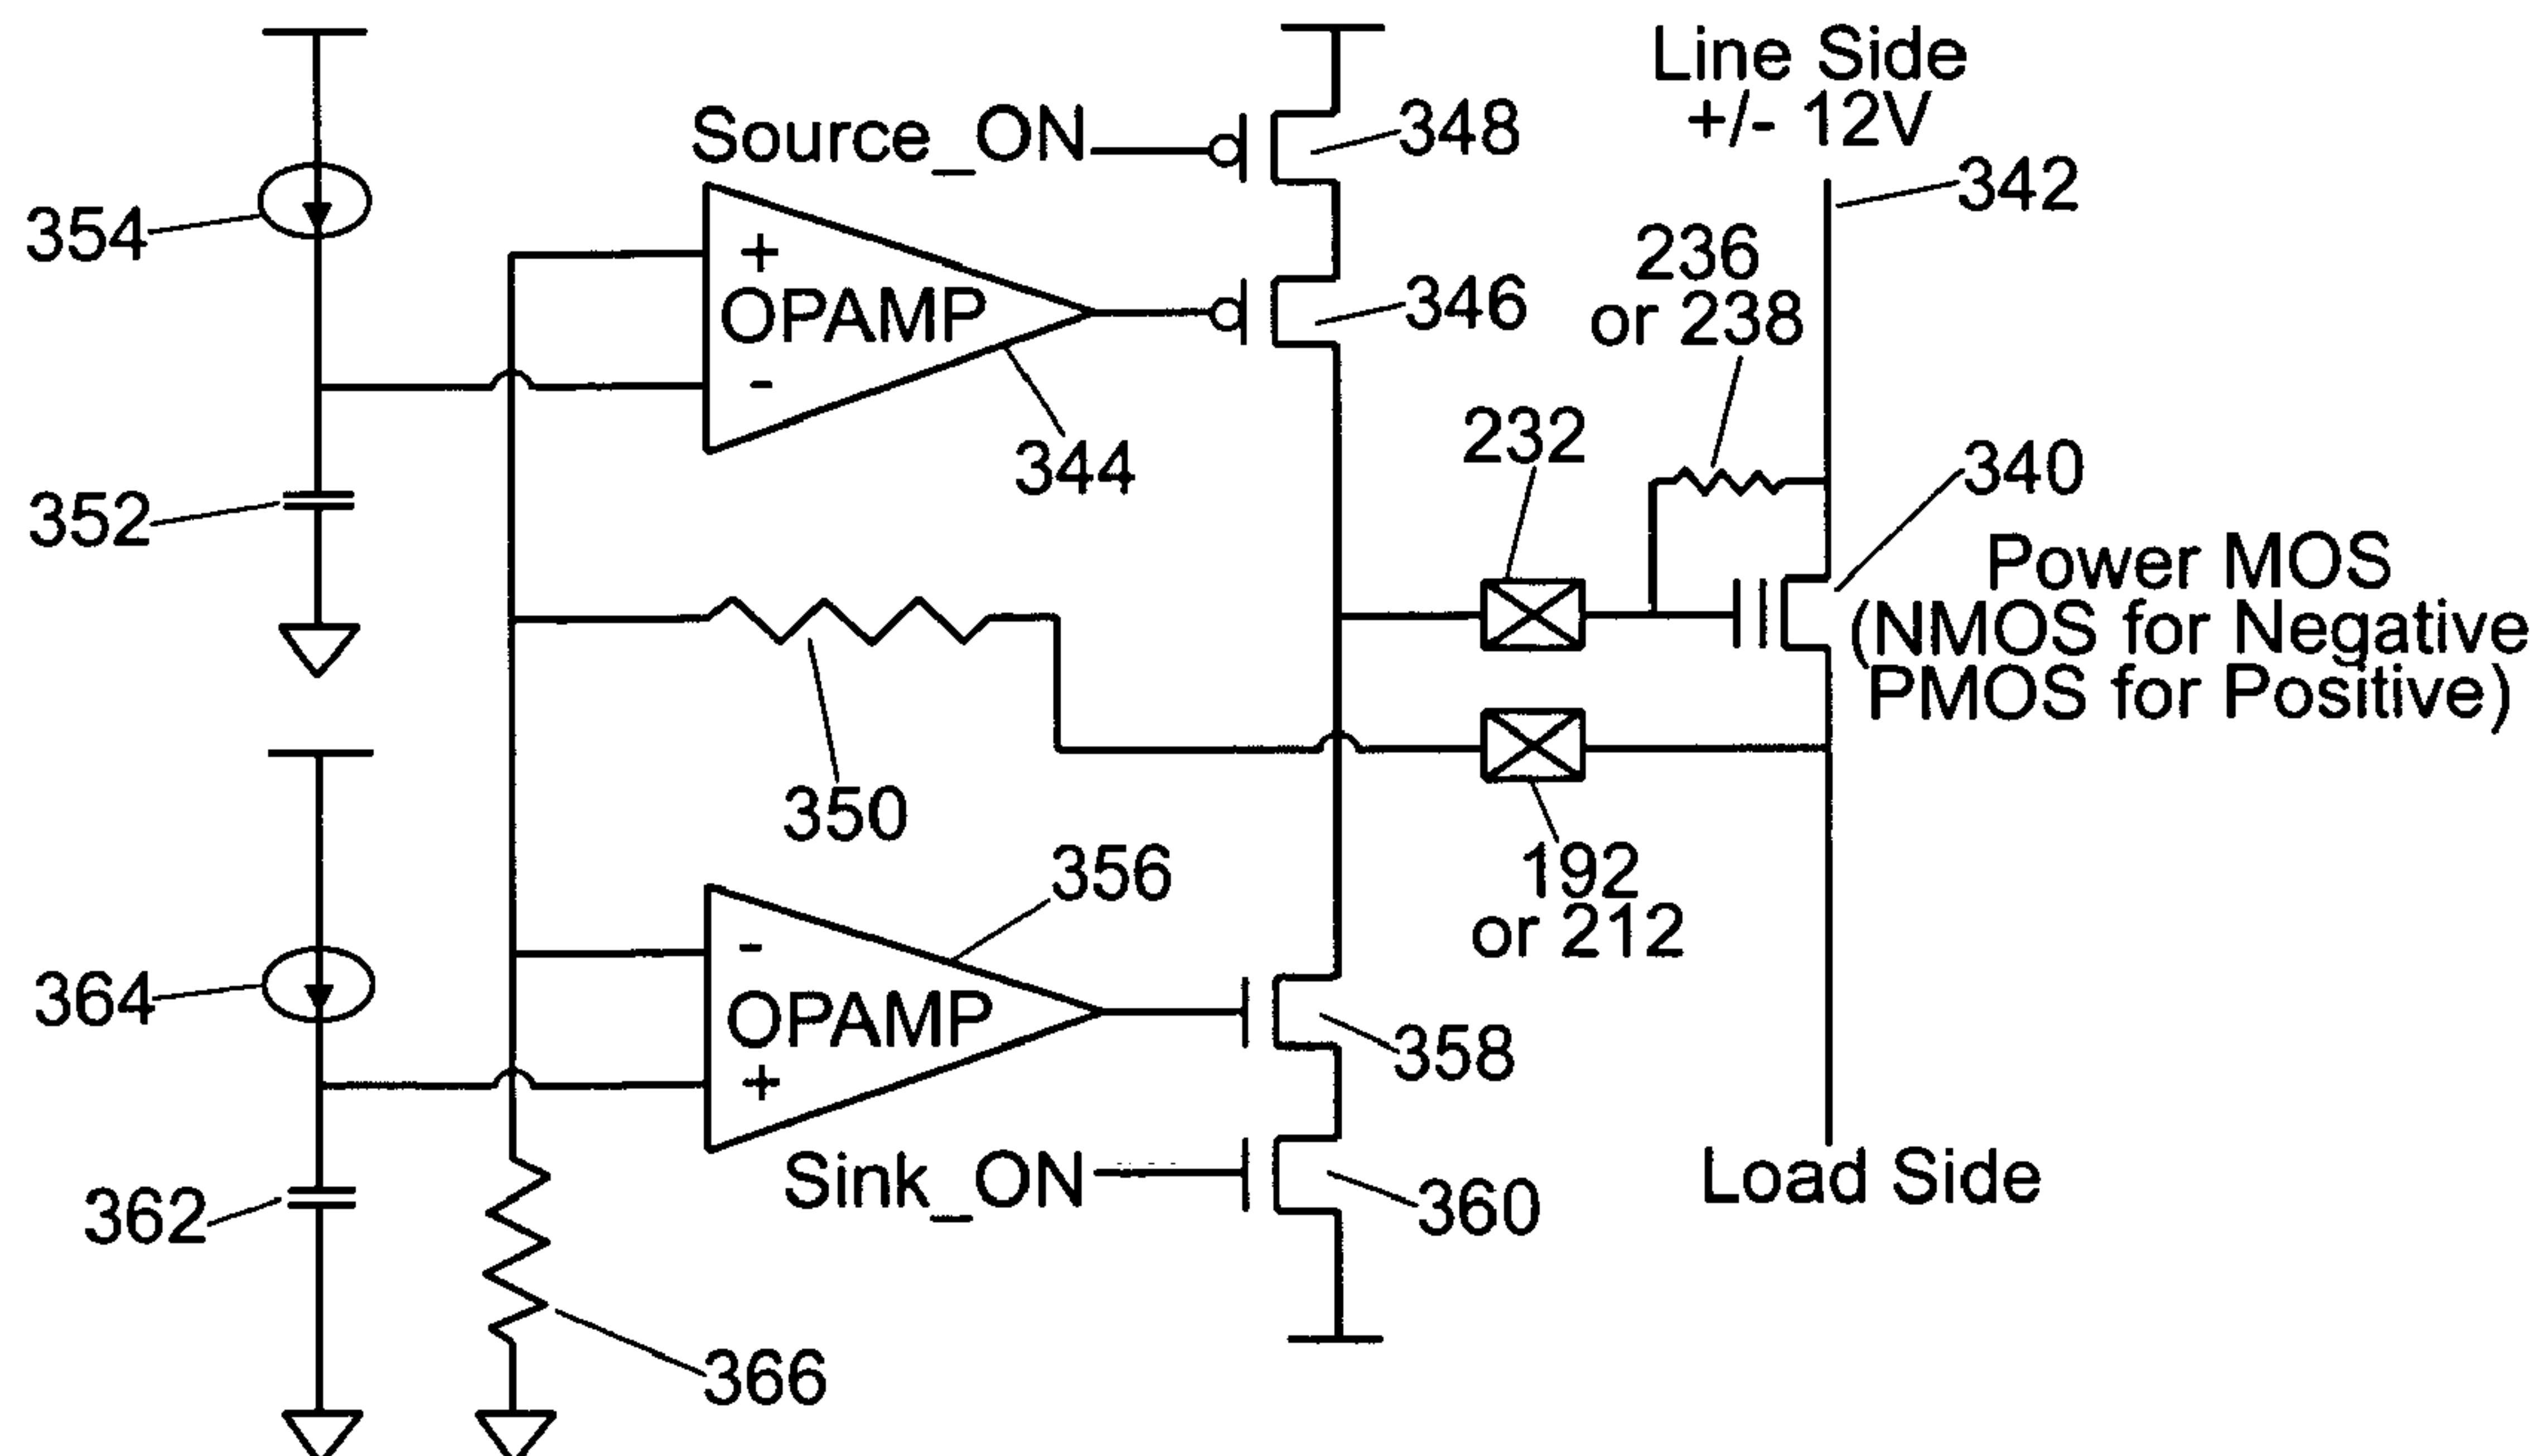 Line Side
+/- 12V
Source_ON
348
342
354
+
OPAMP
-
346
236
or 238
344
232
340
352
Power MOS
(NMOS for Negative
PMOS for Positive)
350
192
or 212
356
-
OPAMP
+
364
358
Sink_ON
Load Side
362
360
366